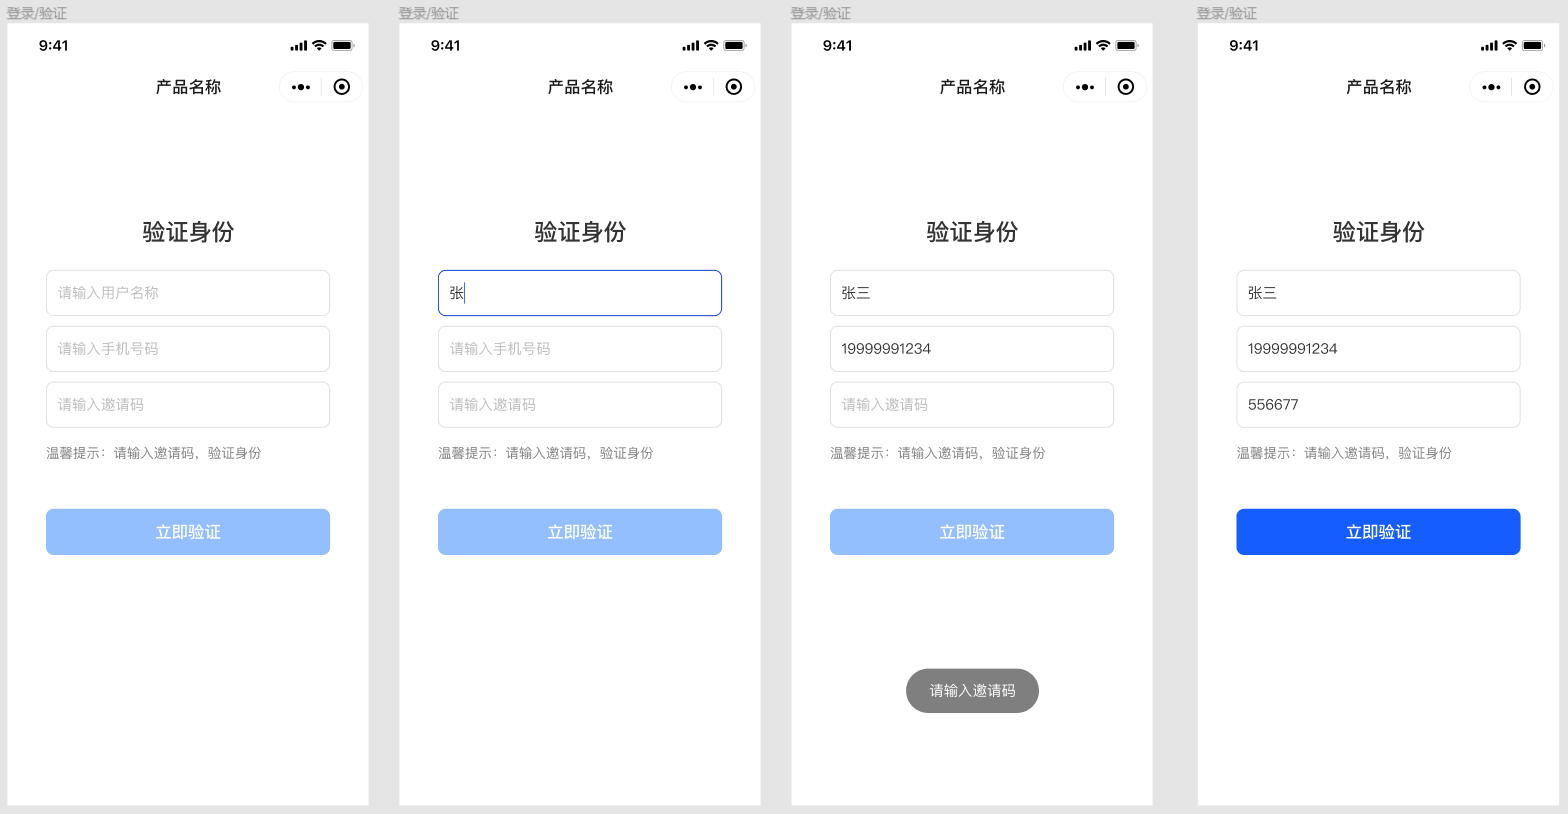 登录/验证
9:41
产品名称
验证身份
请输入用户名称
请输入手机号码
请输入邀请码
温馨提示：请输入邀请码，验证身份
立即验证
登录/验证
9:41
产品名称
验证身份
张
请输入手机号码
请输入邀请码
温馨提示：请输入邀请码，验证身份
立即验证
登录/验证
9:41
产品名称
验证身份
张三
19999991234
请输入邀请码
温馨提示：请输入邀请码，验证身份
立即验证
请输入邀请码
登录/验证
9:41
产品名称
验证身份
张三
19999991234
556677
温馨提示：请输入邀请码，验证身份
立即验证